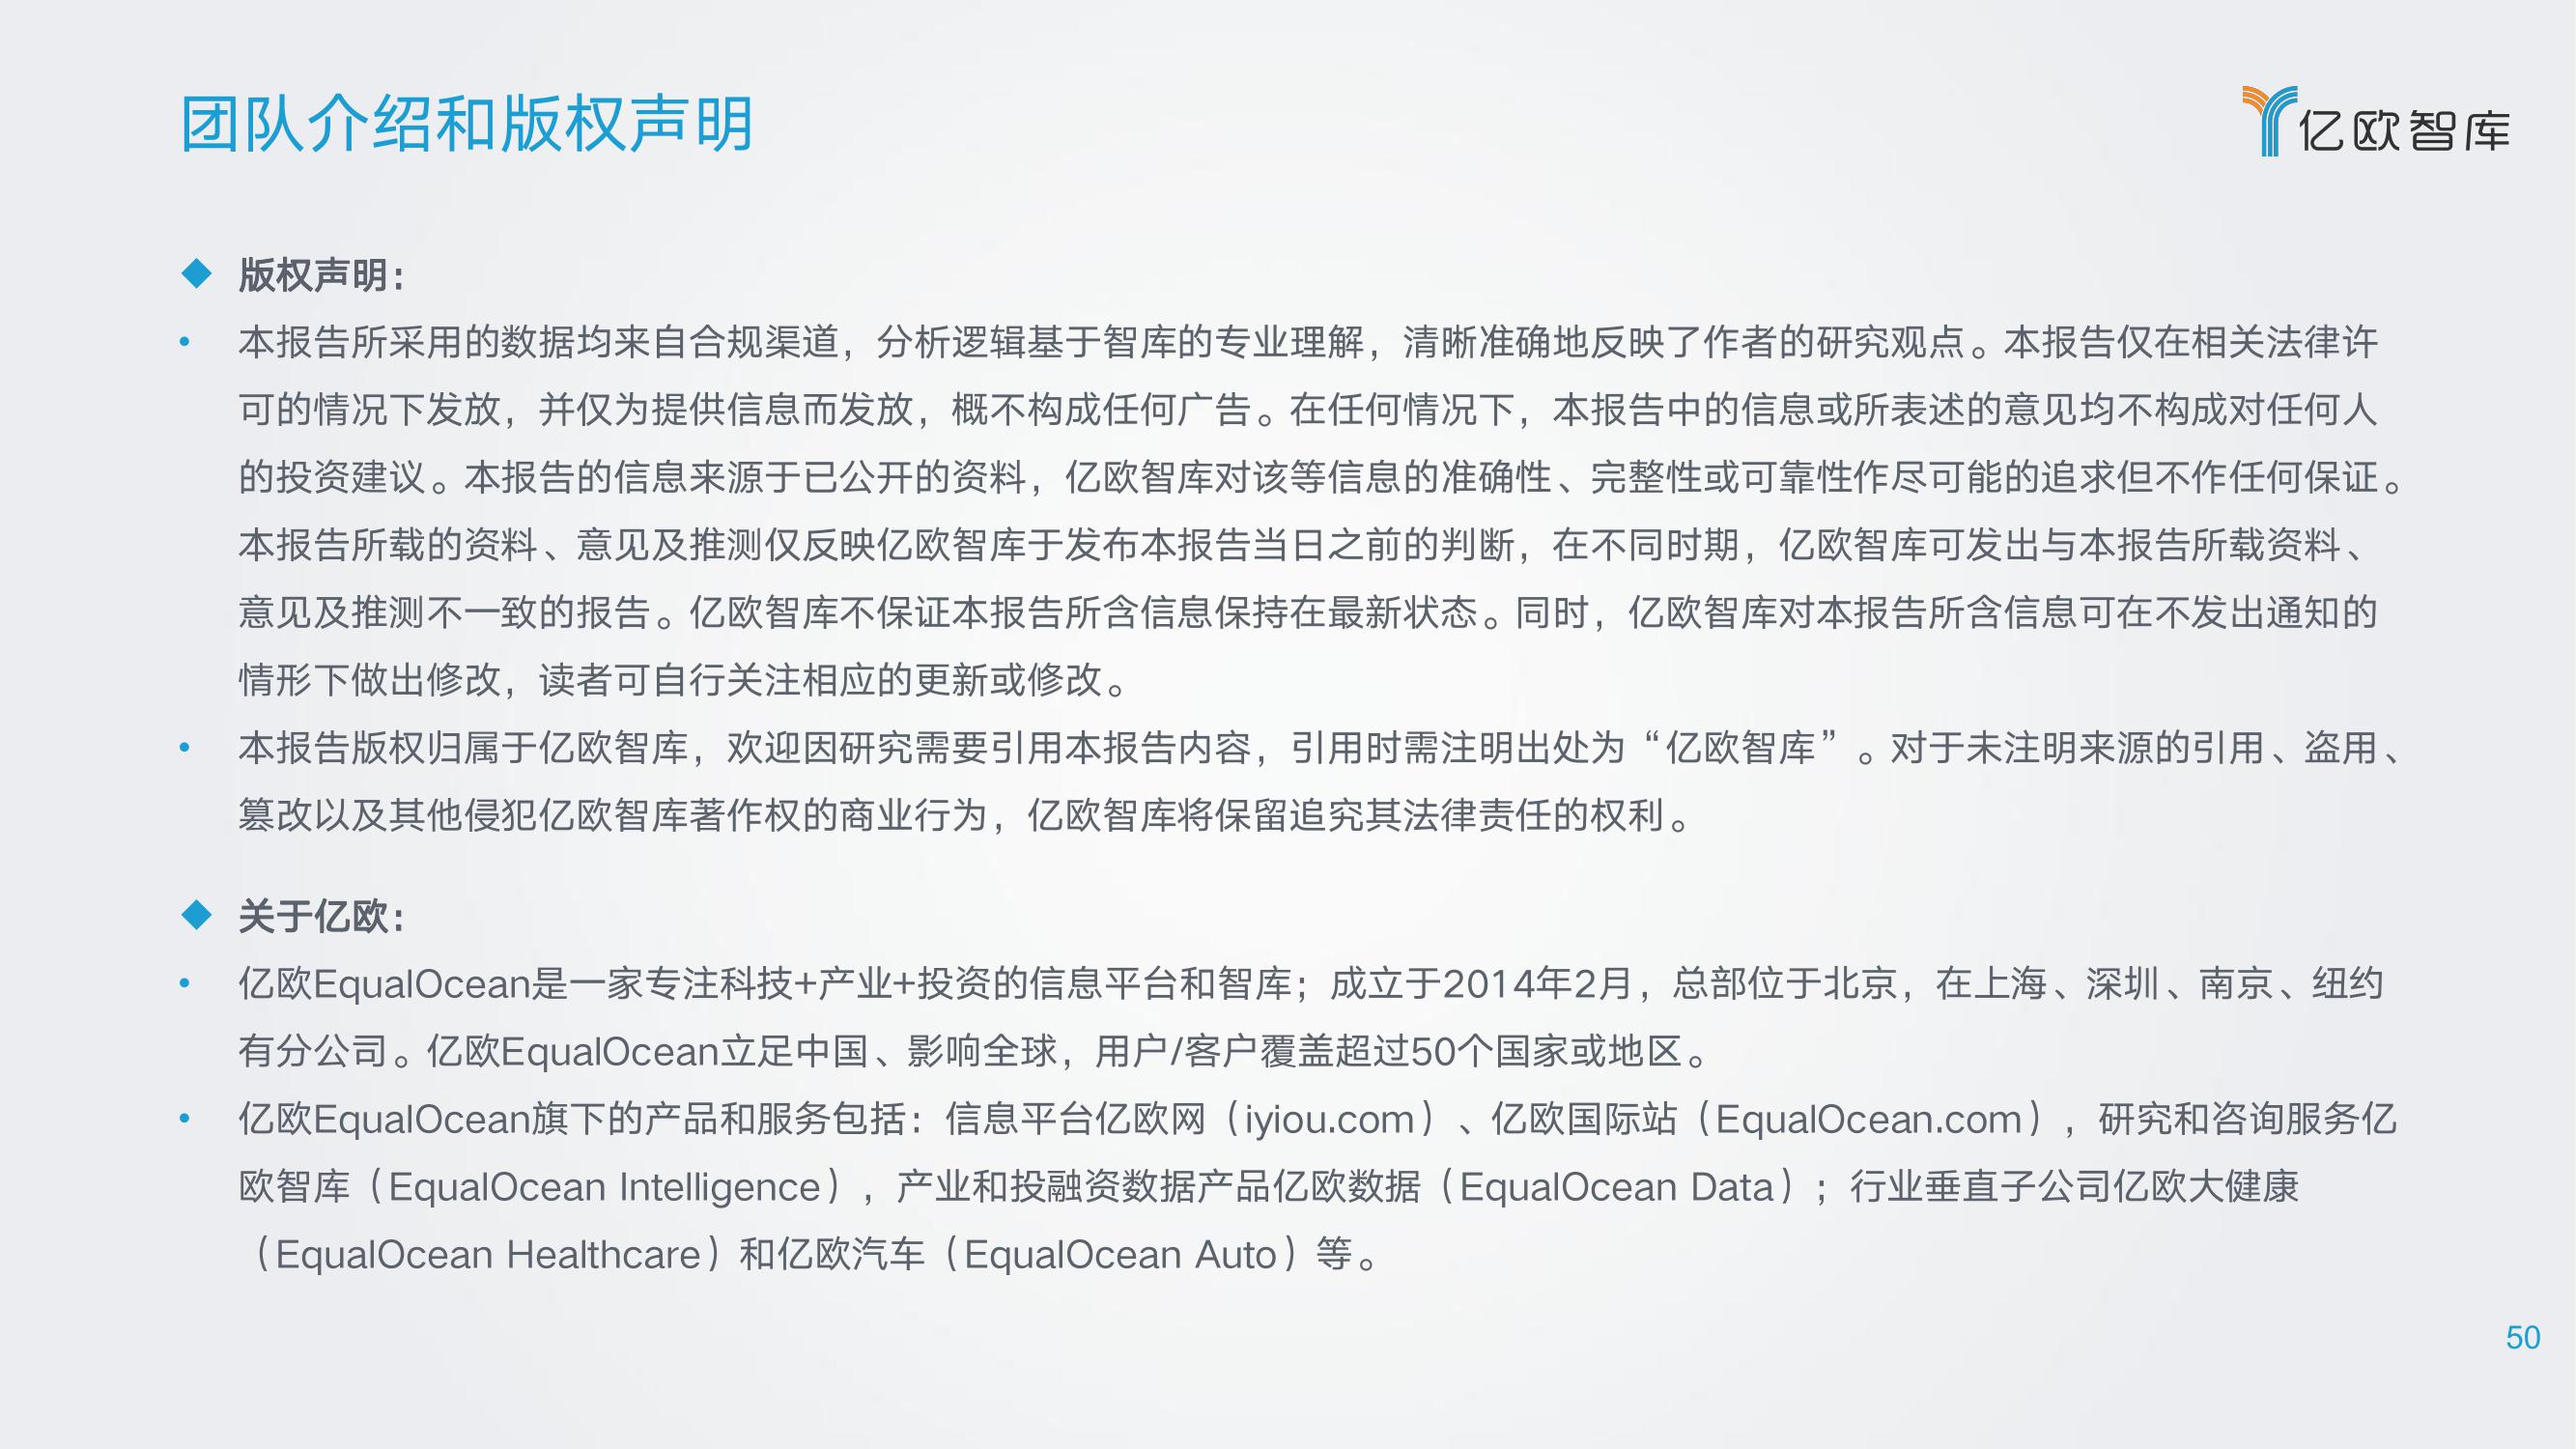 团队介绍和版权声明
亿欧智库
◆ 版权声明：
• 本报告所采用的数据均来自合规渠道，分析逻辑基于智库的专业理解，清晰准确地反映了作者的研究观点。本报告仅在相关法律许
可的情况下发放，并仅为提供信息而发放，概不构成任何广告。在任何情况下，本报告中的信息或所表述的意见均不构成对任何人
的投资建议。本报告的信息来源于已公开的资料，亿欧智库对该等信息的准确性、完整性或可靠性作尽可能的追求但不作任何保证。
本报告所载的资料、意见及推测仅反映亿欧智库于发布本报告当日之前的判断，在不同时期，亿欧智库可发出与本报告所载资料、
意见及推测不一致的报告。亿欧智库不保证本报告所含信息保持在最新状态。同时，亿欧智库对本报告所含信息可在不发出通知的
情形下做出修改，读者可自行关注相应的更新或修改。
• 本报告版权归属于亿欧智库，欢迎因研究需要引用本报告内容，引用时需注明出处为“亿欧智库”。对于未注明来源的引用、盗用、
篡改以及其他侵犯亿欧智库著作权的商业行为，亿欧智库将保留追究其法律责任的权利。
◆ 关于亿欧：
• 亿欧EqualOcean是一家专注科技+产业+投资的信息平台和智库；成立于2014年2月，总部位于北京，在上海、深圳、南京、纽约
有分公司。亿欧EqualOcean立足中国、影响全球，用户/客户覆盖超过50个国家或地区。
• 亿欧EqualOcean旗下的产品和服务包括：信息平台亿欧网（iyiou.com）、亿欧国际站（EqualOcean.com），研究和咨询服务亿
欧智库（EqualOcean Intelligence），产业和投融资数据产品亿欧数据（EqualOcean Data）；行业垂直子公司亿欧大健康
（EqualOcean Healthcare）和亿欧汽车（EqualOcean Auto）等。
50